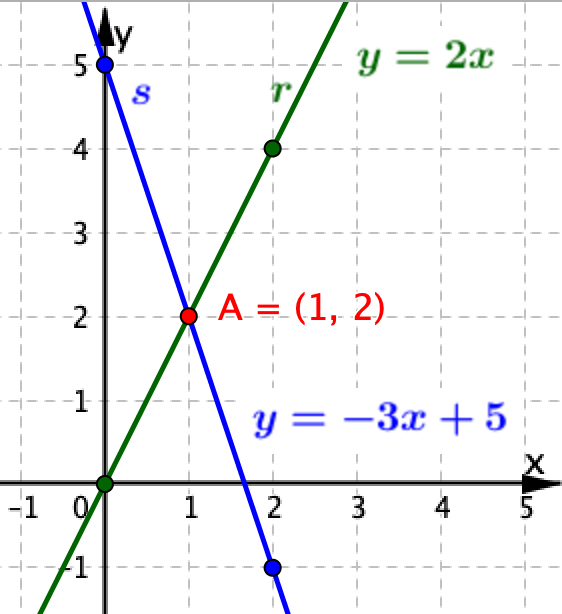 y
y = 2x
5
s
r
4
3
2
A = (1, 2)
1
y = −3x + 5
x
-1
0
1
2
3
4
5
-1